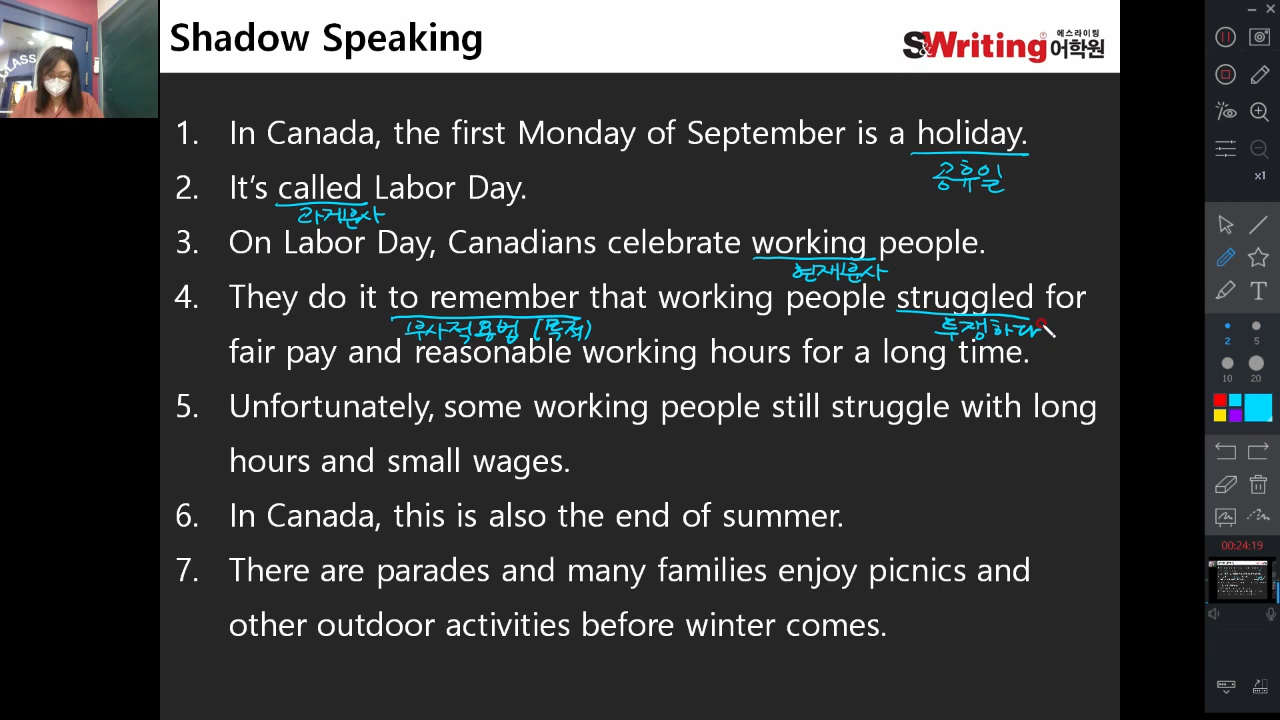 Shadow Speaking
S&Writing 에스라이팅 어학원
CLASS
1. In Canada, the first Monday of September is a holiday.
공휴일
2. It's called Labor Day.
과거분사
3. On Labor Day, Canadians celebrate working people.
현재분사
4. They do it to remember that working people struggled for
부사적용법 (목적) 투쟁하다
fair pay and reasonable working hours for a long time.
5. Unfortunately, some working people still struggle with long
hours and small wages.
6. In Canada, this is also the end of summer.
7. There are parades and many families enjoy picnics and
other outdoor activities before winter comes.
x1
T
2 5
10 20
00:24:19